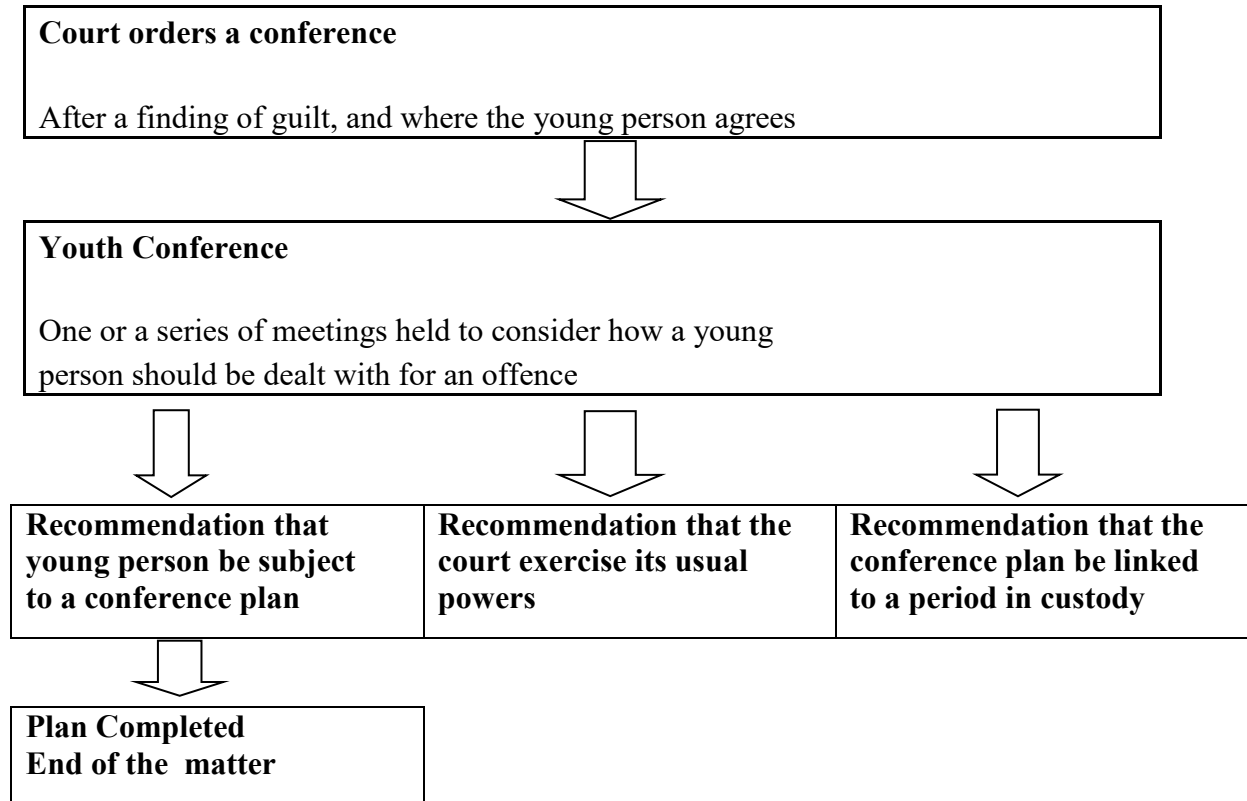 Court orders a conference
After a finding of guilt, and where the young person agrees
Youth Conference
One or a series of meetings held to consider how a young
person should be dealt with for an offence
Recommendation that
young person be subject
to a conference plan
Recommendation that the
court exercise its usual
powers
Recommendation that the
conference plan be linked
to a period in custody
Plan Completed
End of the matter